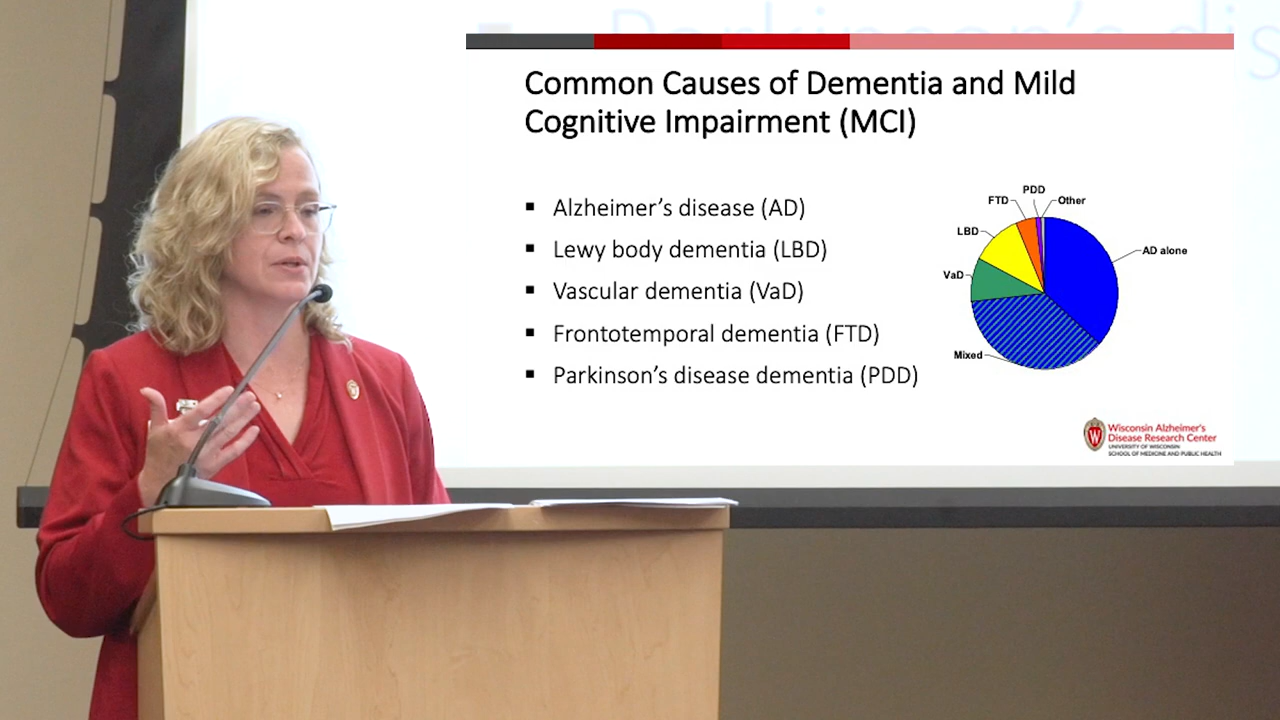 Parkinson's dis
Common Causes of Dementia and Mild
Cognitive Impairment (MCI)
▪ Alzheimer's disease (AD)
▪ Lewy body dementia (LBD)
▪ Vascular dementia (VaD)
▪ Frontotemporal dementia (FTD)
▪ Parkinson's disease dementia (PDD)
PDD
FTD
Other
LBD
AD alone
VaD
Mixed
W
Wisconsin Alzheimer's
Disease Research Center
UNIVERSITY OF WISCONSIN
SCHOOL OF MEDICINE AND PUBLIC HEALTH